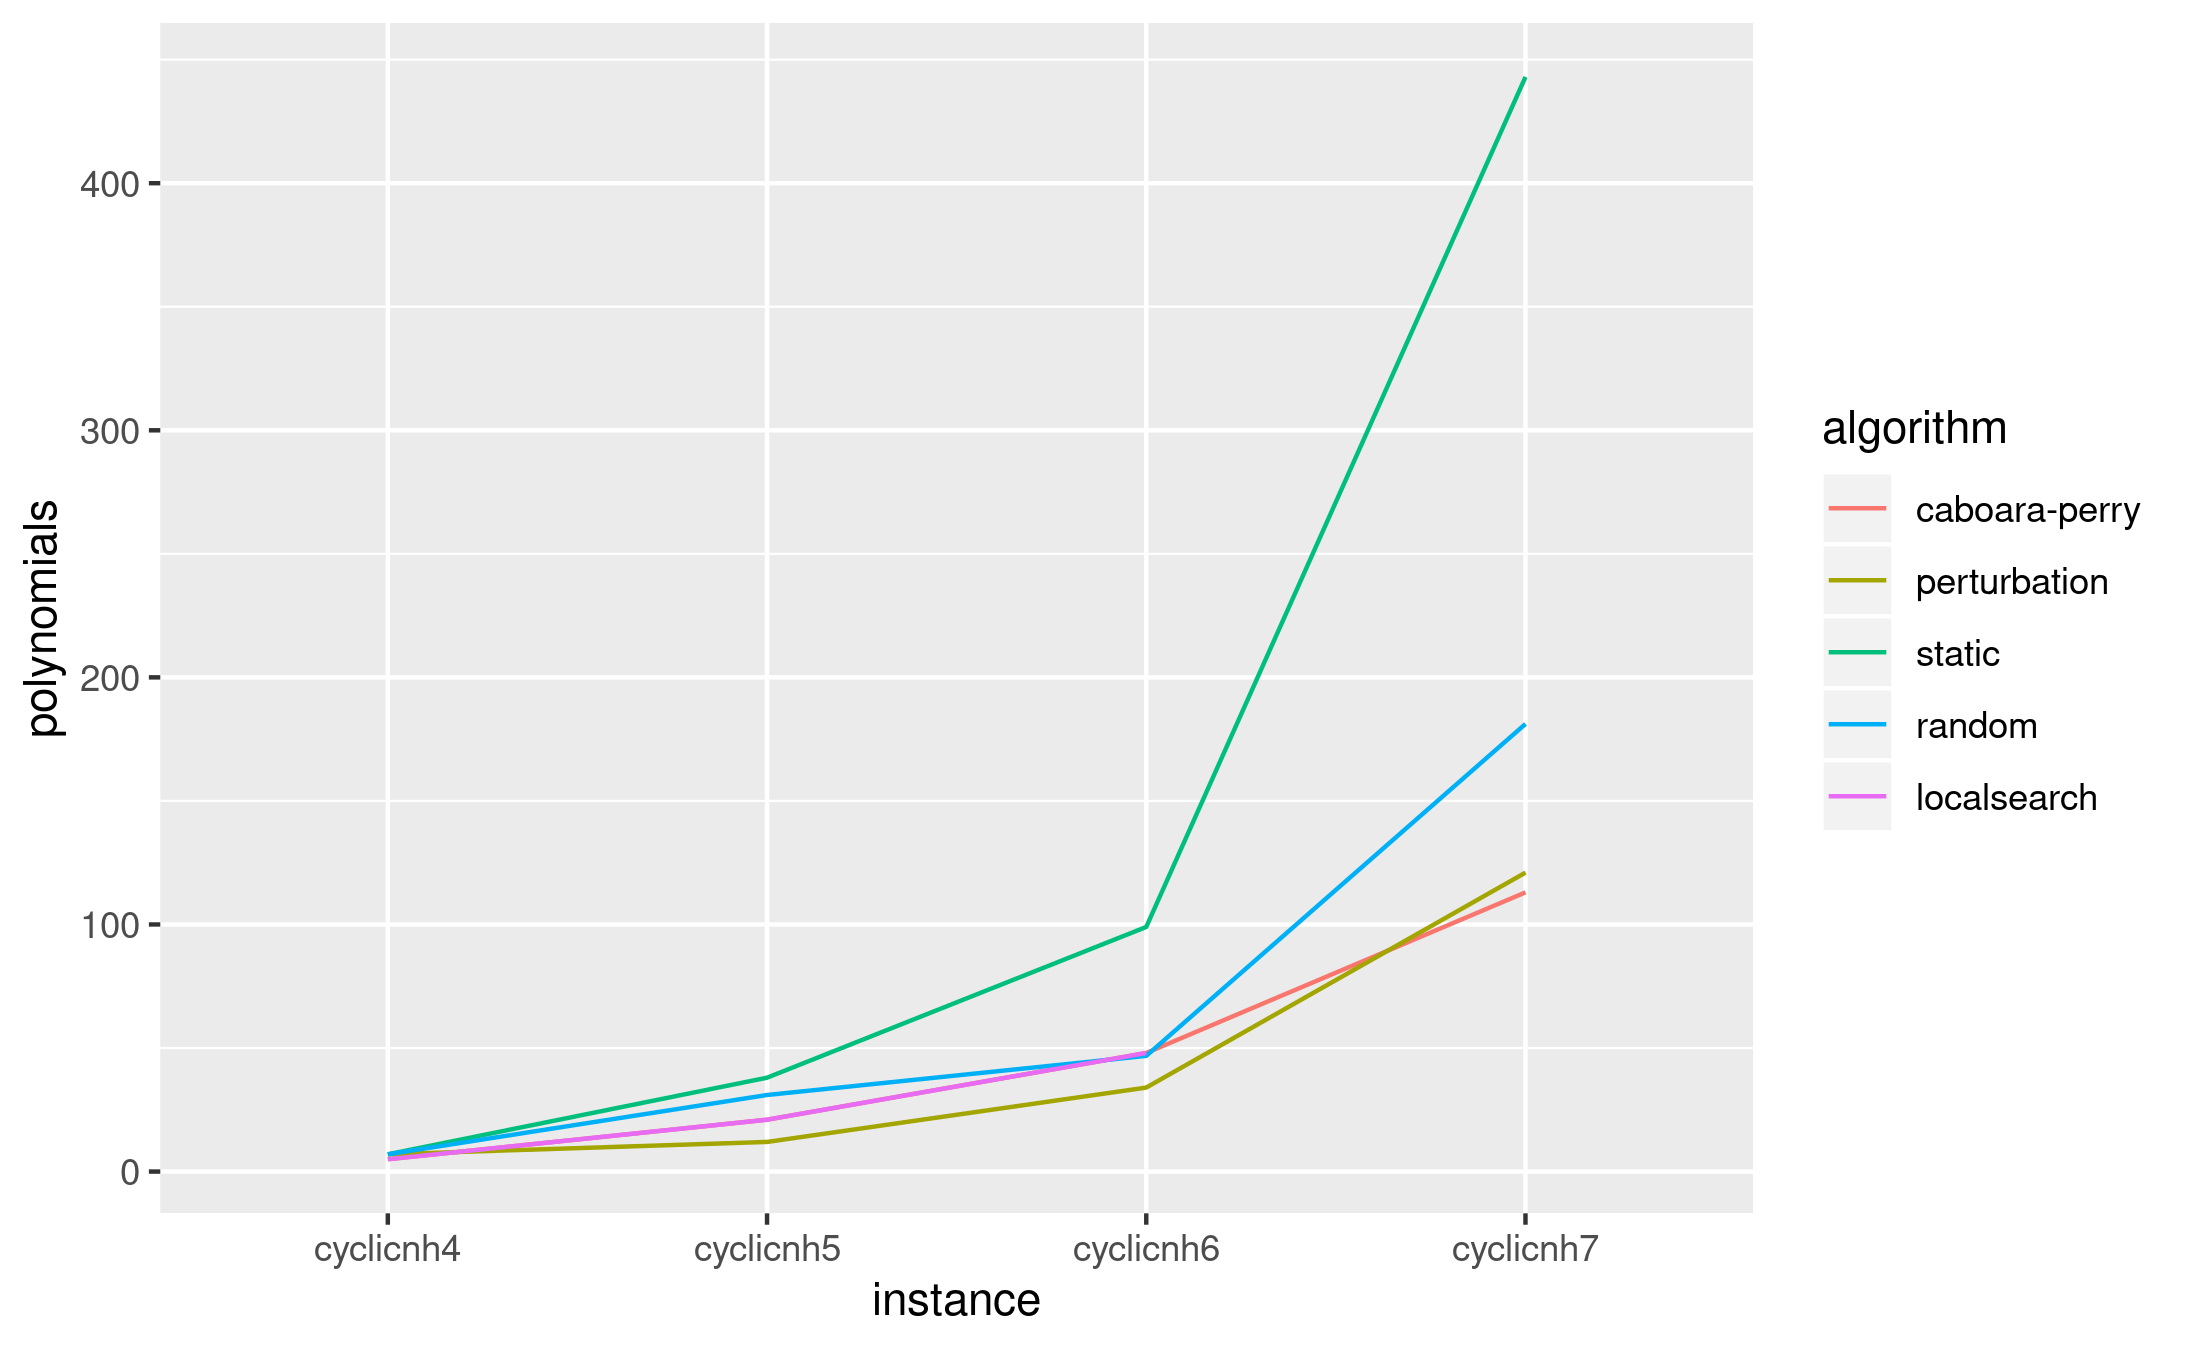 polynomials
400
300
200
100
0
cyclicnh4
cyclicnh5
cyclicnh6
cyclicnh7
instance
algorithm
caboara-perry
perturbation
static
random
localsearch